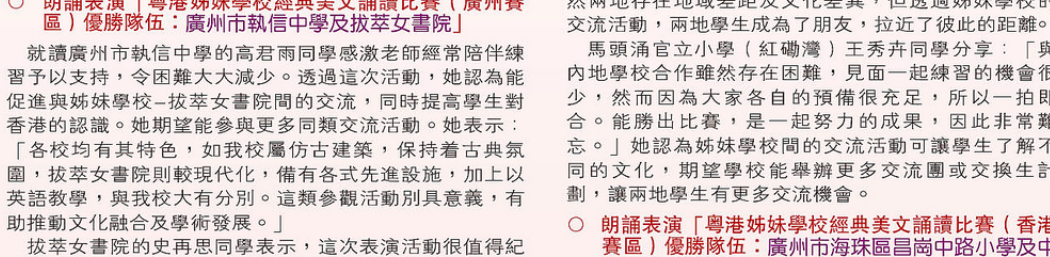 ○ 朗誦表演「粵港姊妹學校經典美文誦讀比賽（廣州賽
區）優勝隊伍：廣州市執信中學及拔萃女書院」
就讀廣州市執信中學的高君雨同學感激老師經常陪伴練
習予以支持，令困難大大減少。透過這次活動，她認為能
促進與姊妹學校–拔萃女書院間的交流，同時提高學生對
香港的認識。她期望能參與更多同類交流活動。她表示：
「各校均有其特色，如我校屬仿古建築，保持着古典氛
圍，拔萃女書院則較現代化，備有各式先進設施，加上以
英語教學，與我校大有分別。這類參觀活動別具意義，有
助推動文化融合及學術發展。」
拔萃女書院的史再思同學表示，這次表演活動很值得紀
然兩地存在地域差距及文化差異，但透過姊妹學校的
交流活動，兩地學生成為了朋友，拉近了彼此的距離。
馬頭涌官立小學（紅磡灣）王秀卉同學分享：「與
內地學校合作雖然存在困難，見面一起練習的機會很
少，然而因為大家各自的預備很充足，所以一拍即
合。能勝出比賽，是一起努力的成果，因此非常難
忘。」她認為姊妹學校間的交流活動可讓學生了解不
同的文化，期望學校能舉辦更多交流團或交換生計
劃，讓兩地學生有更多交流機會。
○ 朗誦表演「粵港姊妹學校經典美文誦讀比賽（香港
賽區）優勝隊伍：廣州市海珠區昌崗中路小學及中